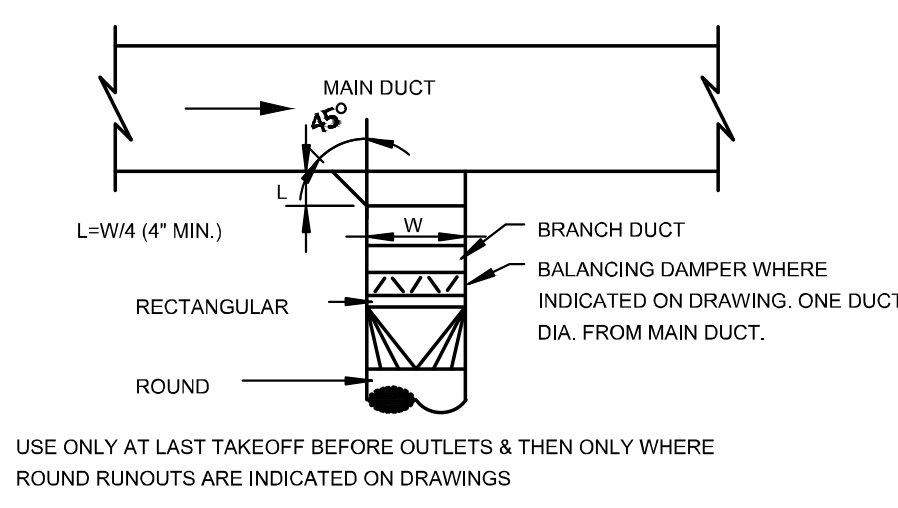 MAIN DUCT
45°
L
L=W/4 (4" MIN.)
W
BRANCH DUCT
BALANCING DAMPER WHERE
INDICATED ON DRAWING. ONE DUCT
DIA. FROM MAIN DUCT.
RECTANGULAR
ROUND
USE ONLY AT LAST TAKEOFF BEFORE OUTLETS & THEN ONLY WHERE
ROUND RUNOUTS ARE INDICATED ON DRAWINGS